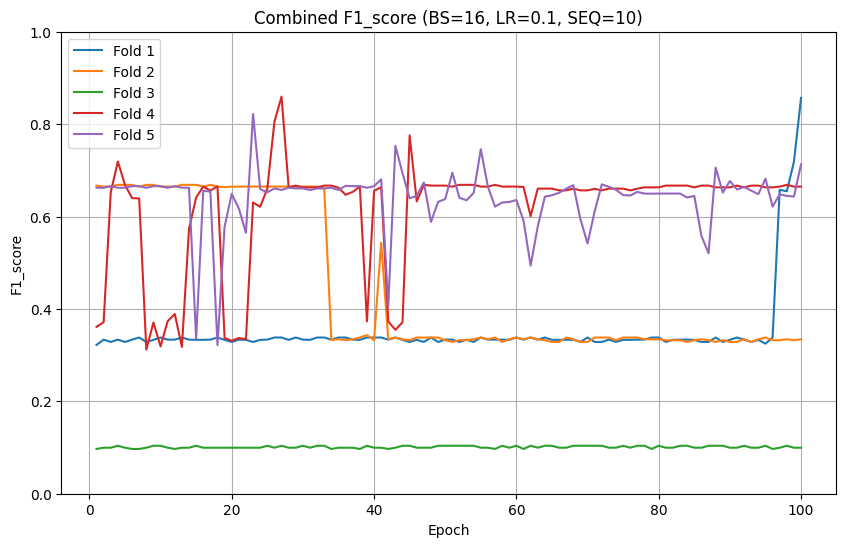 Combined F1_score (BS=16, LR=0.1, SEQ=10)
Fold 1
Fold 2
Fold 3
Fold 4
Fold 5
F1_score
1.0
0.8
0.6
0.4
0.2
0.0
0 20 40 60 80 100
Epoch